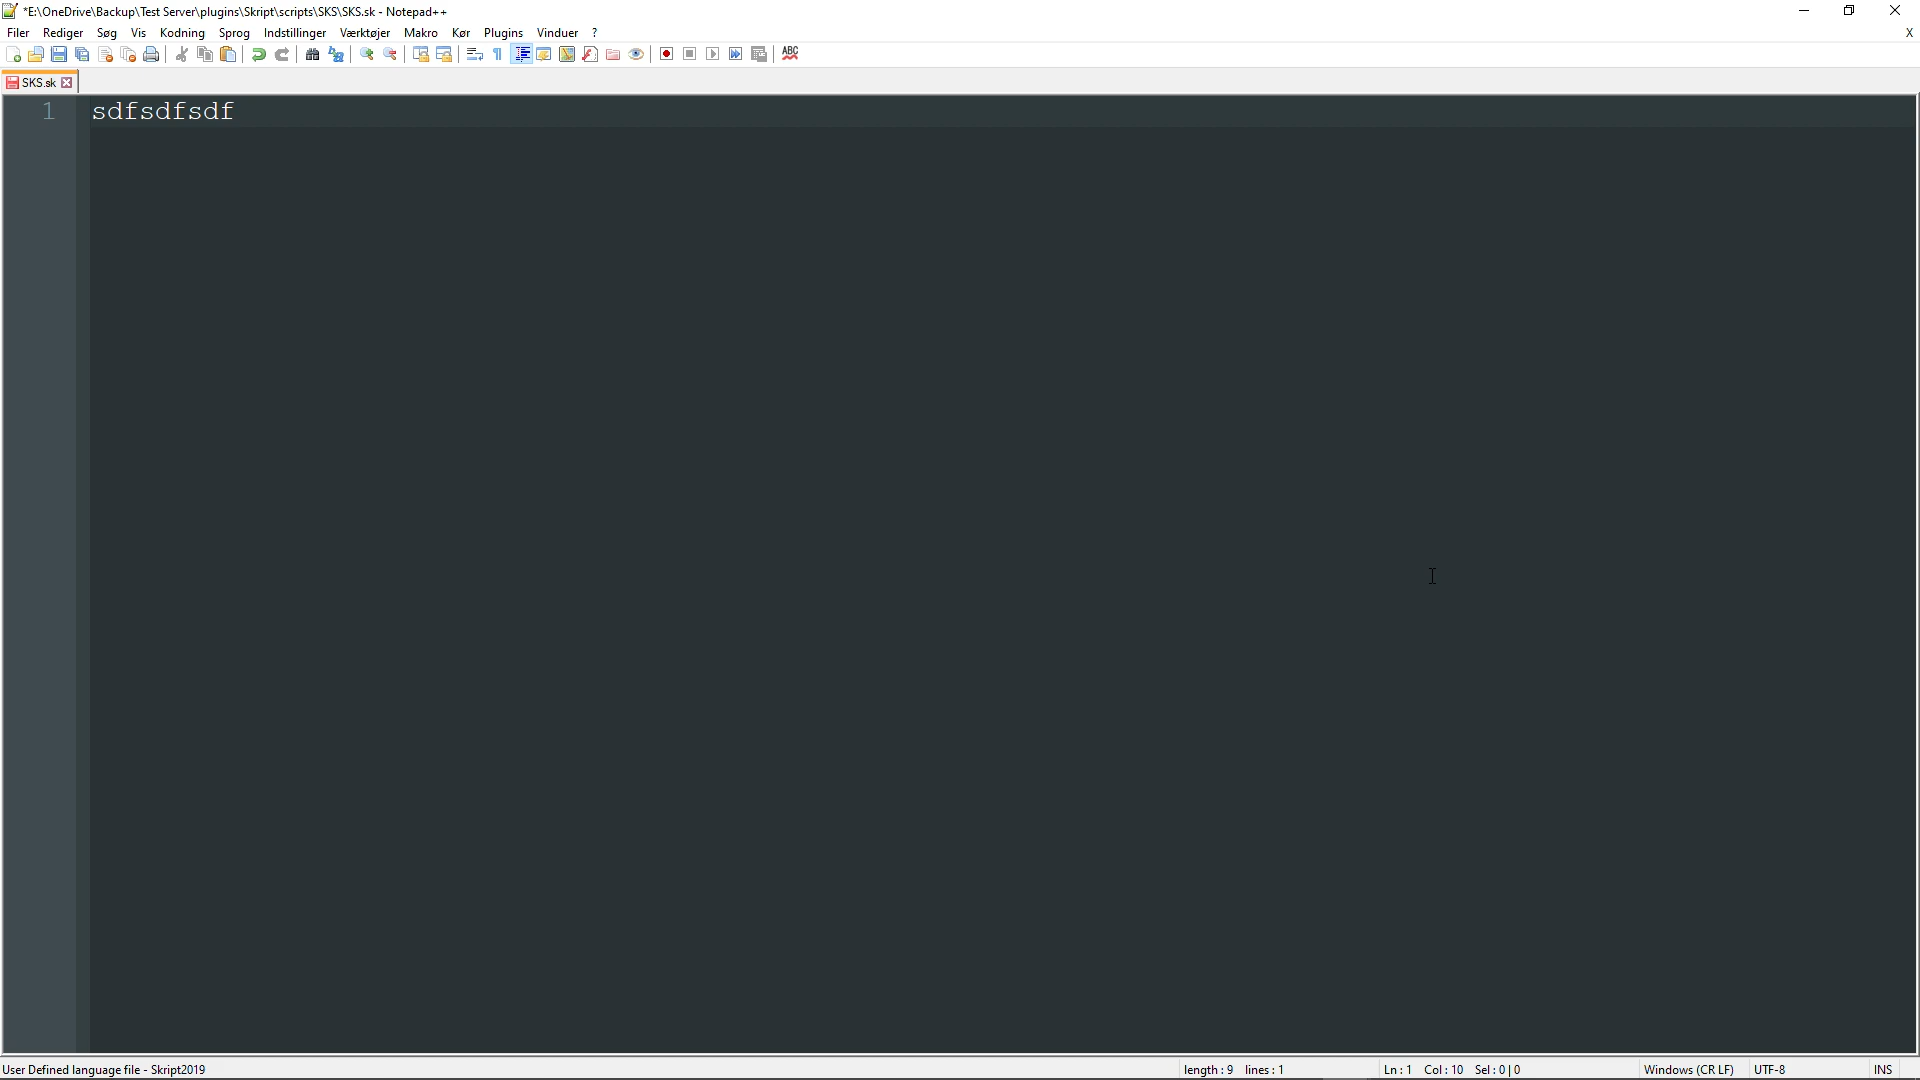 *E:\OneDrive\Backup\Test Server\plugins\Skript\scripts\SKS\SKS.sk - Notepad++
Filer Rediger Søg Vis Kodning Sprog Indstillinger Værktøjer Makro Kør Plugins Vinduer ? X
ABC
SKS.sk
1 sdfsdfsdf
User Defined language file - Skript2019 length : 9 lines : 1 Ln : 1 Col : 10 Sel : 0 | 0 Windows (CR LF) UTF-8 INS